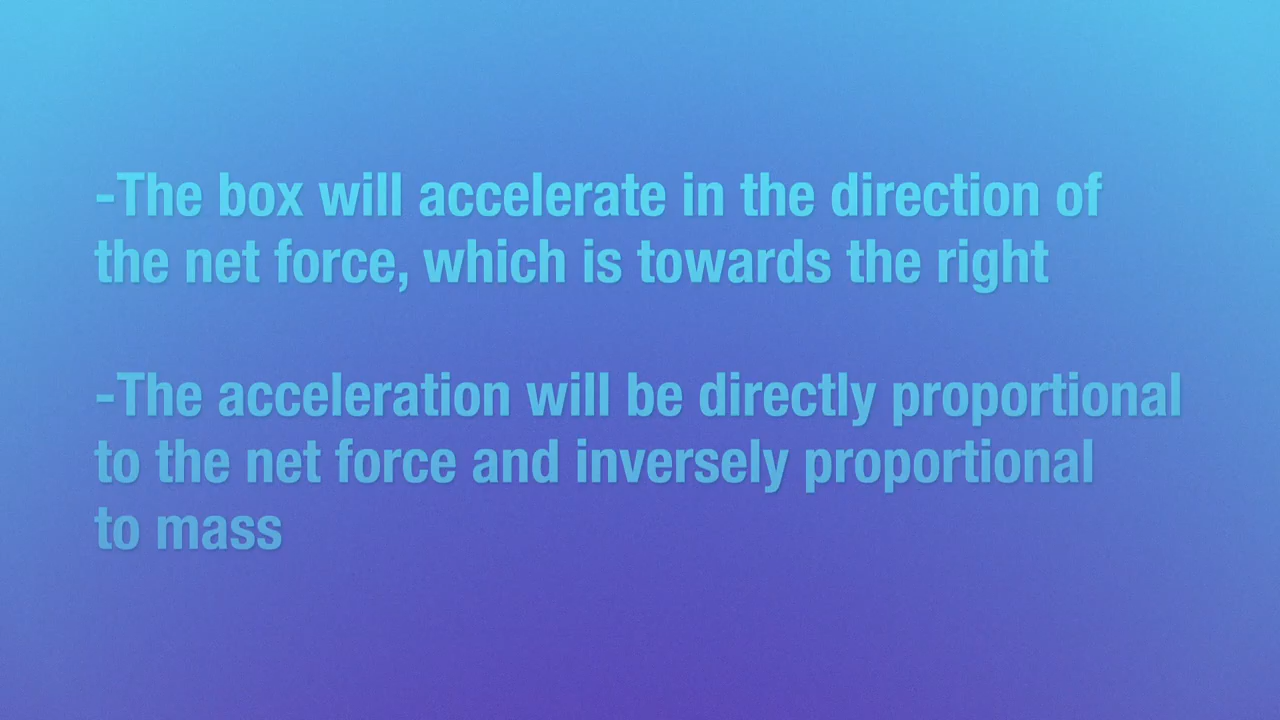 -The box will accelerate in the direction of
the net force, which is towards the right
-The acceleration will be directly proportional
to the net force and inversely proportional
to mass